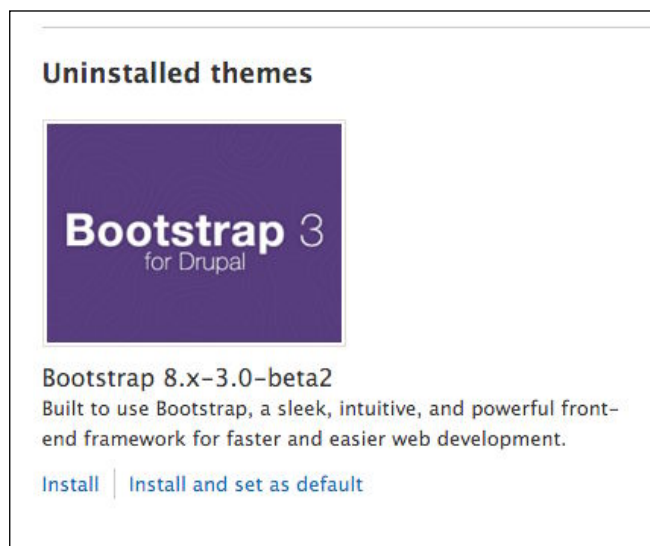 Uninstalled themes
Bootstrap 3
for Drupal
Bootstrap 8.x-3.0-beta2
Built to use Bootstrap, a sleek, intuitive, and powerful front-
end framework for faster and easier web development.
Install Install and set as default